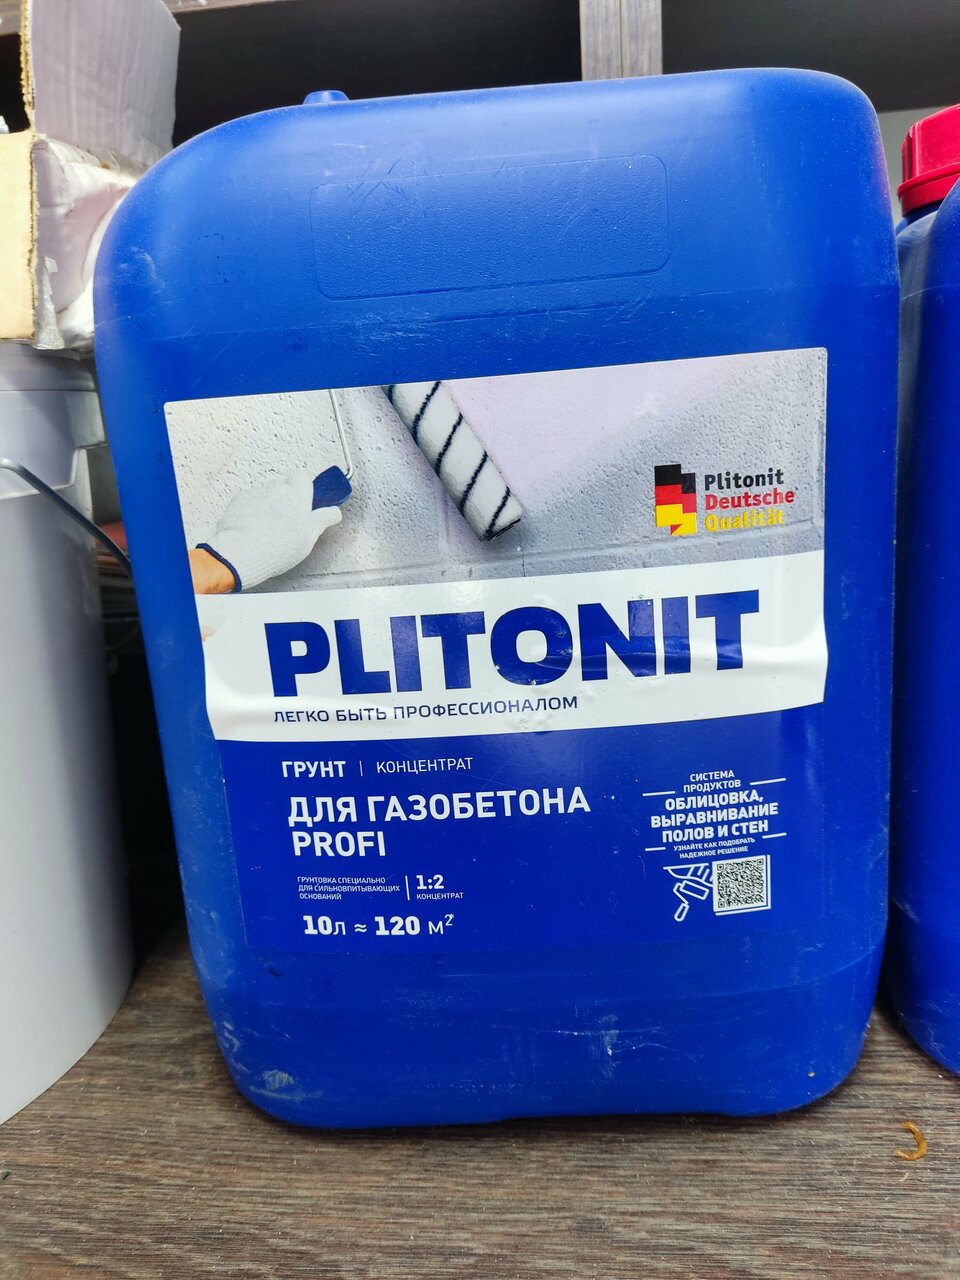 Plitonit
Deutsche
Qualität
PLITONIT
ЛЕГКО БЫТЬ ПРОФЕССИОНАЛОМ
ГРУНТ | КОНЦЕНТРАТ
ДЛЯ ГАЗОБЕТОНА
PROFI
ГРУНТОВКА СПЕЦИАЛЬНО
ДЛЯ СИЛЬНОВПИТЫВАЮЩИХ
ОСНОВАНИЙ
1:2
КОНЦЕНТРАТ
10л ≈ 120 м²*
СИСТЕМА
ПРОДУКТОВ
ОБЛИЦОВКА,
ВЫРАВНИВАНИЕ
ПОЛОВ И СТЕН
УЗНАЙТЕ КАК ПОДОБРАТЬ
НАДЕЖНОЕ РЕШЕНИЕ